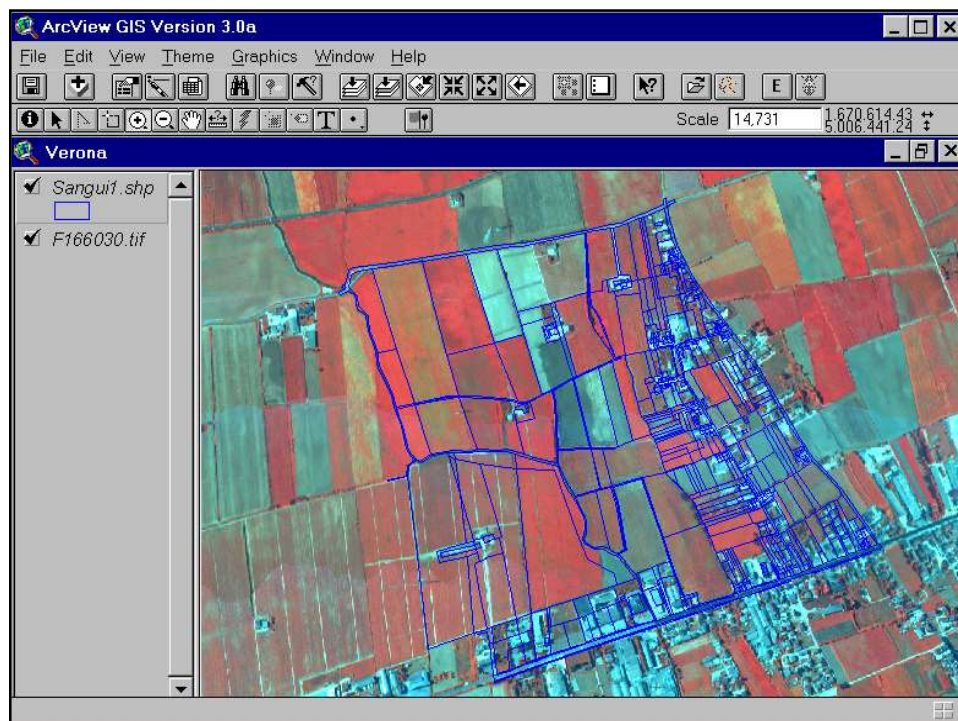 ArcView GIS Version 3.0a
File Edit View Theme Graphics Window Help
E
T Scale 14,731 1,670,614.43
5,006,441.24
Verona
Sangui1.shp
F166030.tif